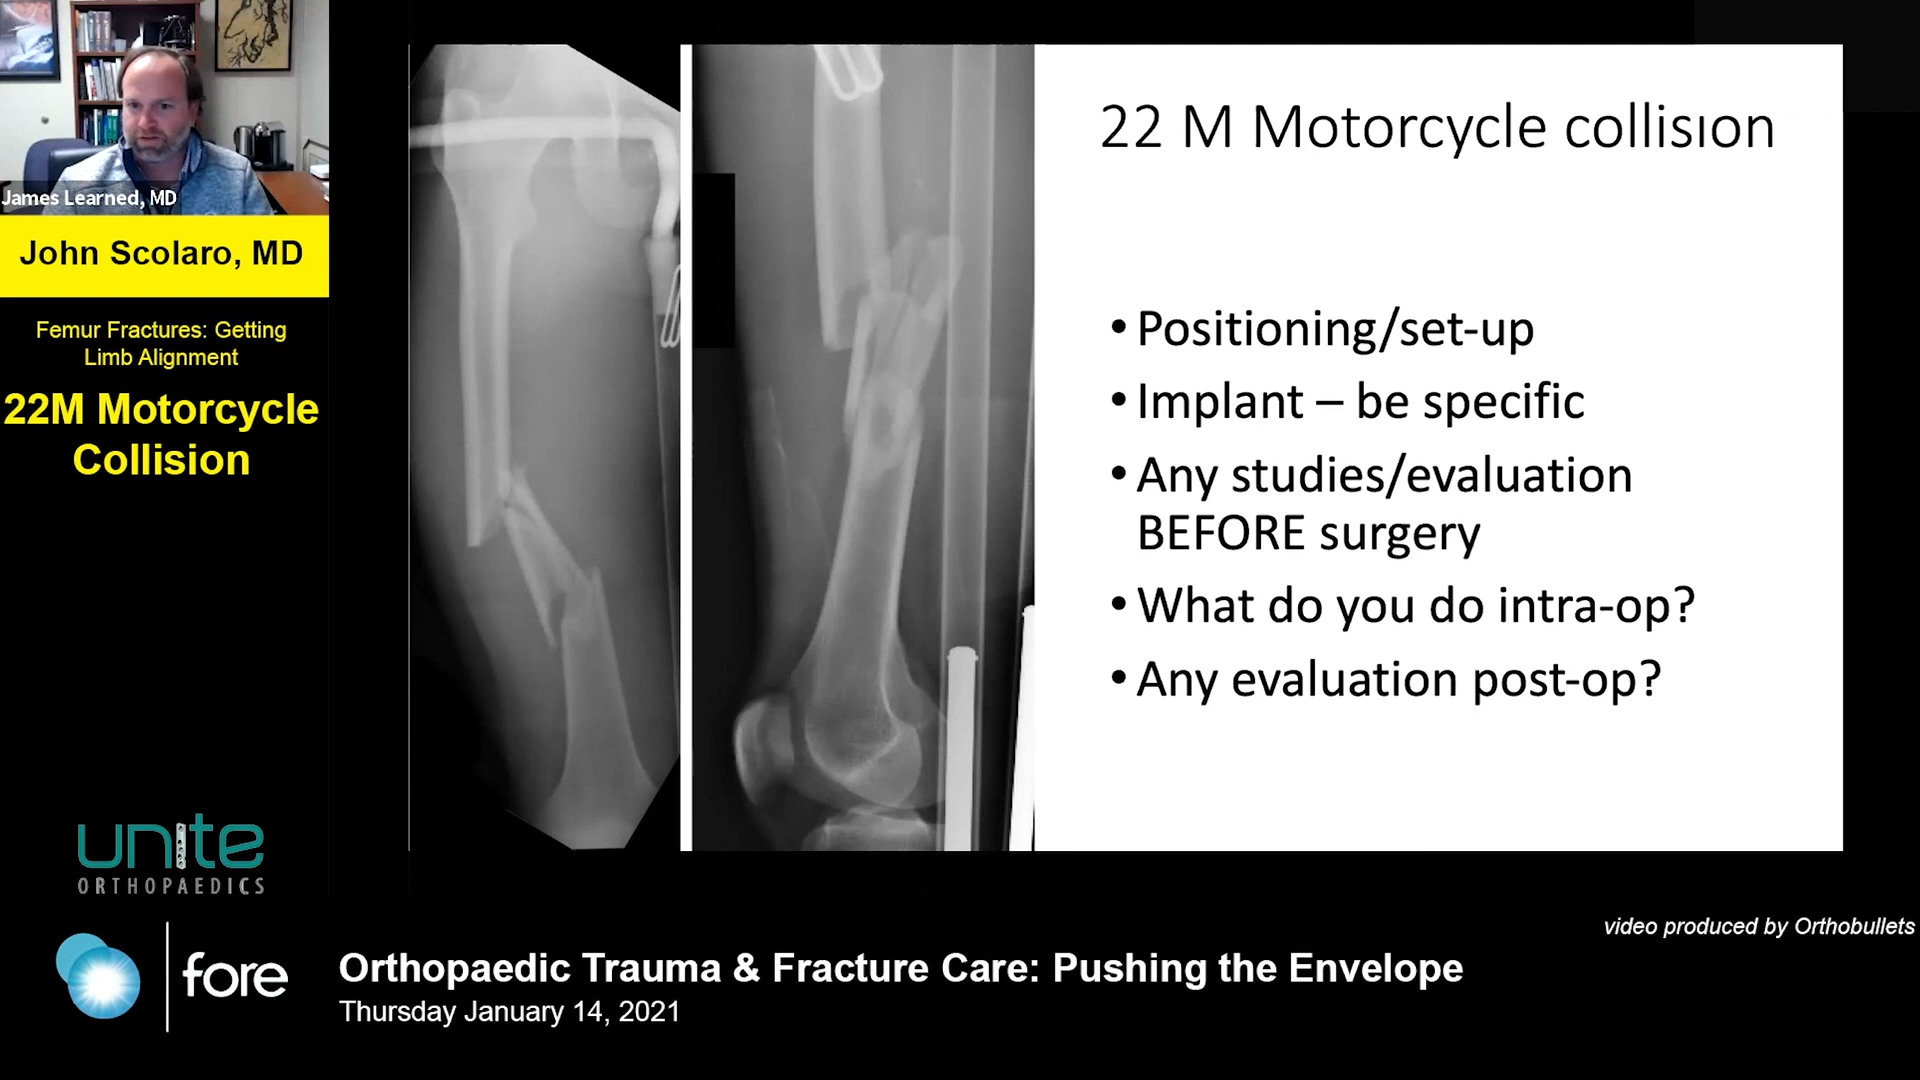 James Learned, MD
John Scolaro, MD
Femur Fractures: Getting
Limb Alignment
22M Motorcycle
Collision
unite
ORTHOPAEDICS
fore
22 M Motorcycle collision
• Positioning/set-up
• Implant – be specific
• Any studies/evaluation
BEFORE surgery
• What do you do intra-op?
• Any evaluation post-op?
video produced by Orthobullets
Orthopaedic Trauma & Fracture Care: Pushing the Envelope
Thursday January 14, 2021